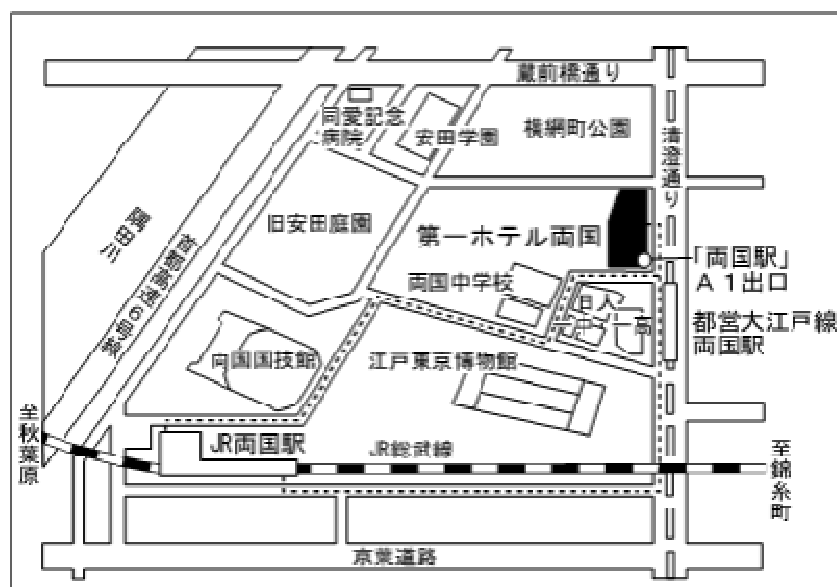 蔵前橋通り
同愛記念
病院
安田学園
横網町公園
清澄通り
隅田川
首都高速6号線
旧安田庭園
第一ホテル両国
「両国駅」
A1出口
両国中学校
都営大江戸線
両国駅
両国国技館
江戸東京博物館
至秋葉原
JR両国駅
JR総武線
至錦糸町
京葉道路